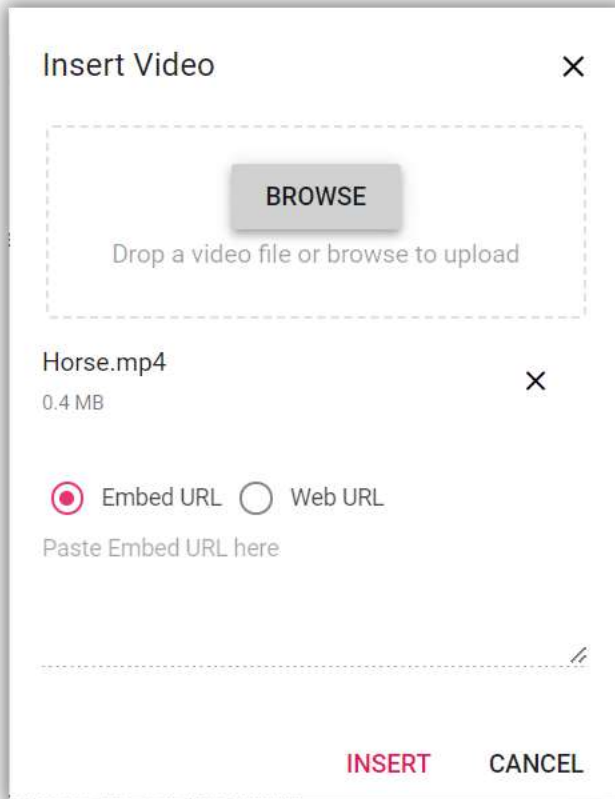 Insert Video
BROWSE
Drop a video file or browse to upload
Horse.mp4
0.4 MB
Embed URL Web URL
Paste Embed URL here
INSERT CANCEL